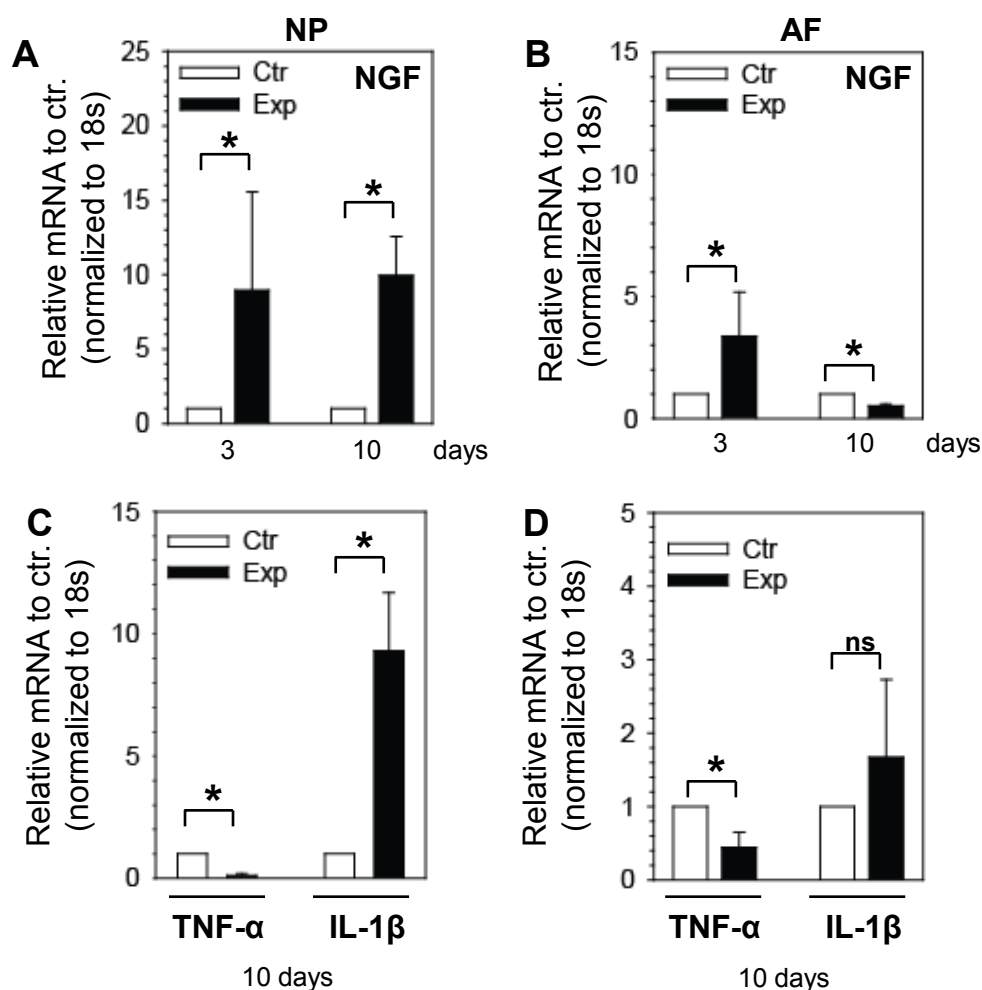 NP
A
NGF
Ctr
Exp
Relative mRNA to ctr.
(normalized to 18s)
25
20
15
10
5
0
*
*
3
10
days
AF
B
NGF
Ctr
Exp
Relative mRNA to ctr.
(normalized to 18s)
15
10
5
0
*
*
3
10
days
C
Ctr
Exp
Relative mRNA to ctr.
(normalized to 18s)
15
10
5
0
*
*
TNF-α
IL-1β
10 days
D
Ctr
Exp
Relative mRNA to ctr.
(normalized to 18s)
5
4
3
2
1
0
*
ns
TNF-α
IL-1β
10 days